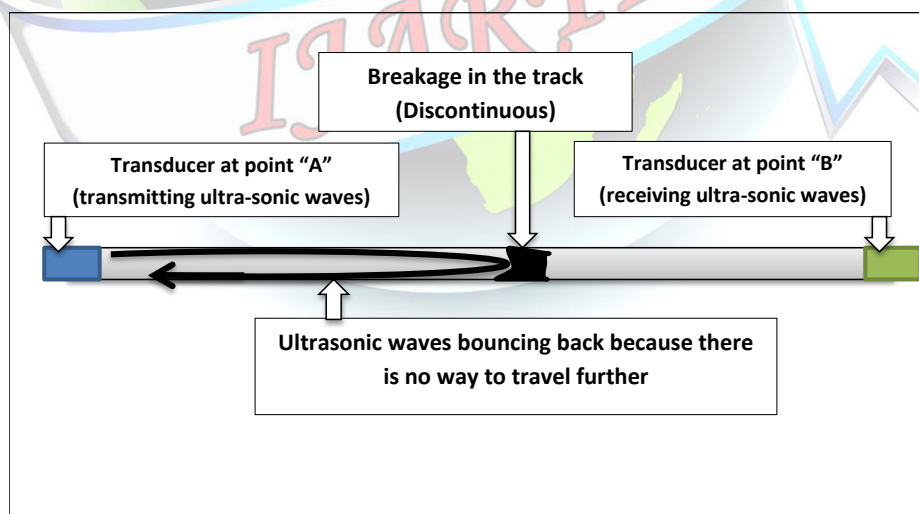 Breakage in the track
(Discontinuous)
Transducer at point “A”
(transmitting ultra-sonic waves)
Transducer at point “B”
(receiving ultra-sonic waves)
Ultrasonic waves bouncing back because there
is no way to travel further